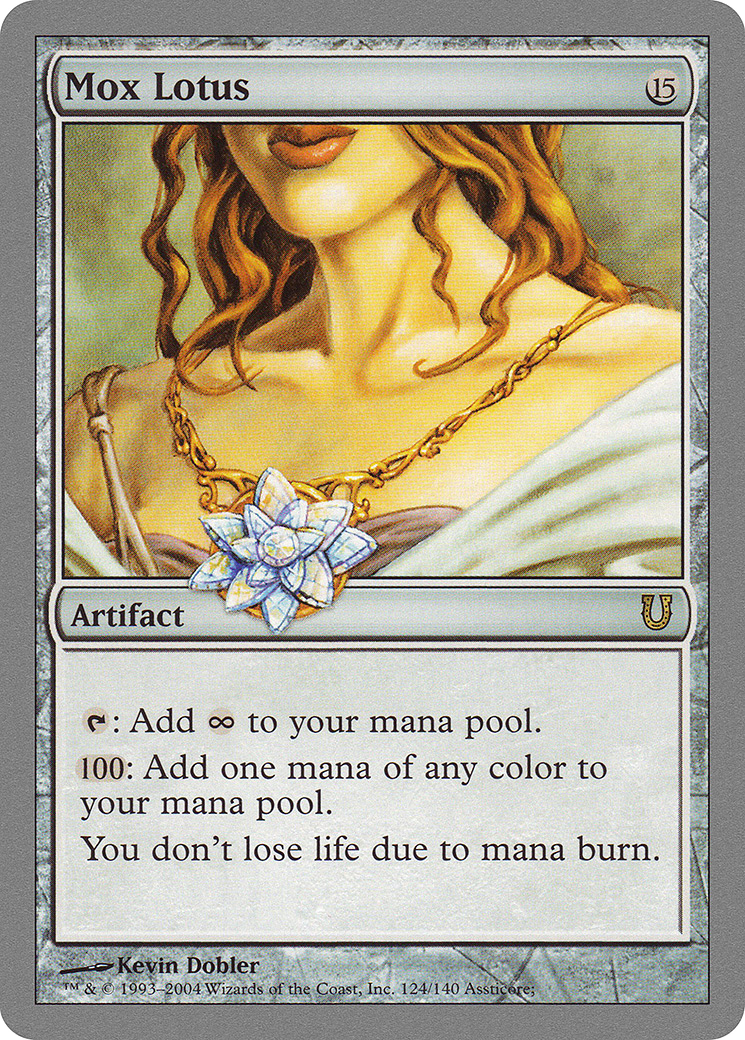 Mox Lotus 15
Artifact
T: Add ∞ to your mana pool.
100: Add one mana of any color to
your mana pool.
You don't lose life due to mana burn.
Kevin Dobler
™ & © 1993–2004 Wizards of the Coast, Inc. 124/140 Assticore;